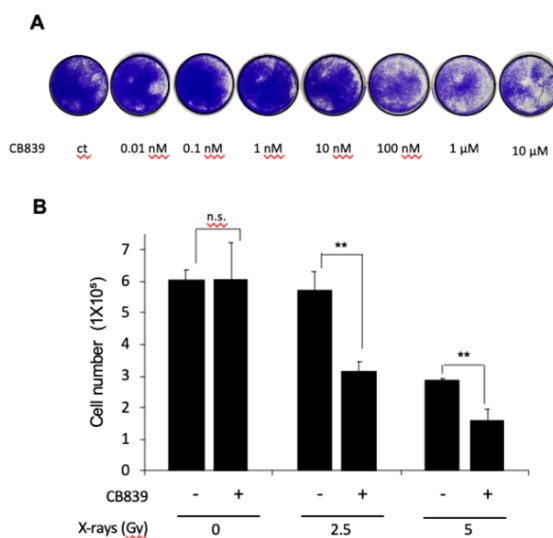 A
CB839 ct 0.01 nM 0.1 nM 1 nM 10 nM 100 nM 1 µM 10 µM
B
n.s.
**
**
7
6
5
4
3
2
1
0
Cell number (1X10⁵)
CB839 - + - + - +
X-rays (Gy) 0 2.5 5